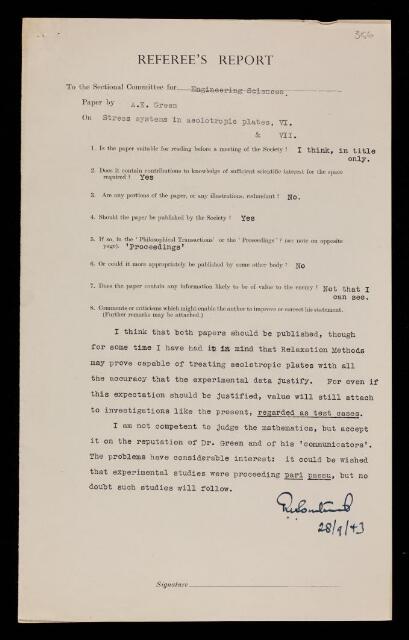 356
REFEREE'S REPORT
To the Sectional Committee for Engineering Sciences.
Paper by A.E. Green
On Stress systems in aeolotropic plates, VI.
& VII.
1. Is the paper suitable for reading before a meeting of the Society? I think, in title
only.
2. Does it contain contributions to knowledge of sufficient scientific interest for the space
required? Yes
3. Are any portions of the paper, or any illustrations, redundant? No.
4. Should the paper be published by the Society? Yes
5. If so, in the 'Philosophical Transactions' or the 'Proceedings'? (see note on opposite
page). 'Proceedings'
6. Or could it more appropriately be published by some other body? No
7. Does the paper contain any information likely to be of value to the enemy? Not that I
can see.
8. Comments or criticisms which might enable the author to improve or correct his statement.
(Further remarks may be attached.)
I think that both papers should be published, though
for some time I have had it in mind that Relaxation Methods
may prove capable of treating aeolotropic plates with all
the accuracy that the experimental data justify. For even if
this expectation should be justified, value will still attach
to investigations like the present, regarded as test cases.
I am not competent to judge the mathematics, but accept
it on the reputation of Dr. Green and of his 'communicators'.
The problems have considerable interest: it could be wished
that experimental studies were proceeding pari passu, but no
doubt such studies will follow.
28/9/43
Signature